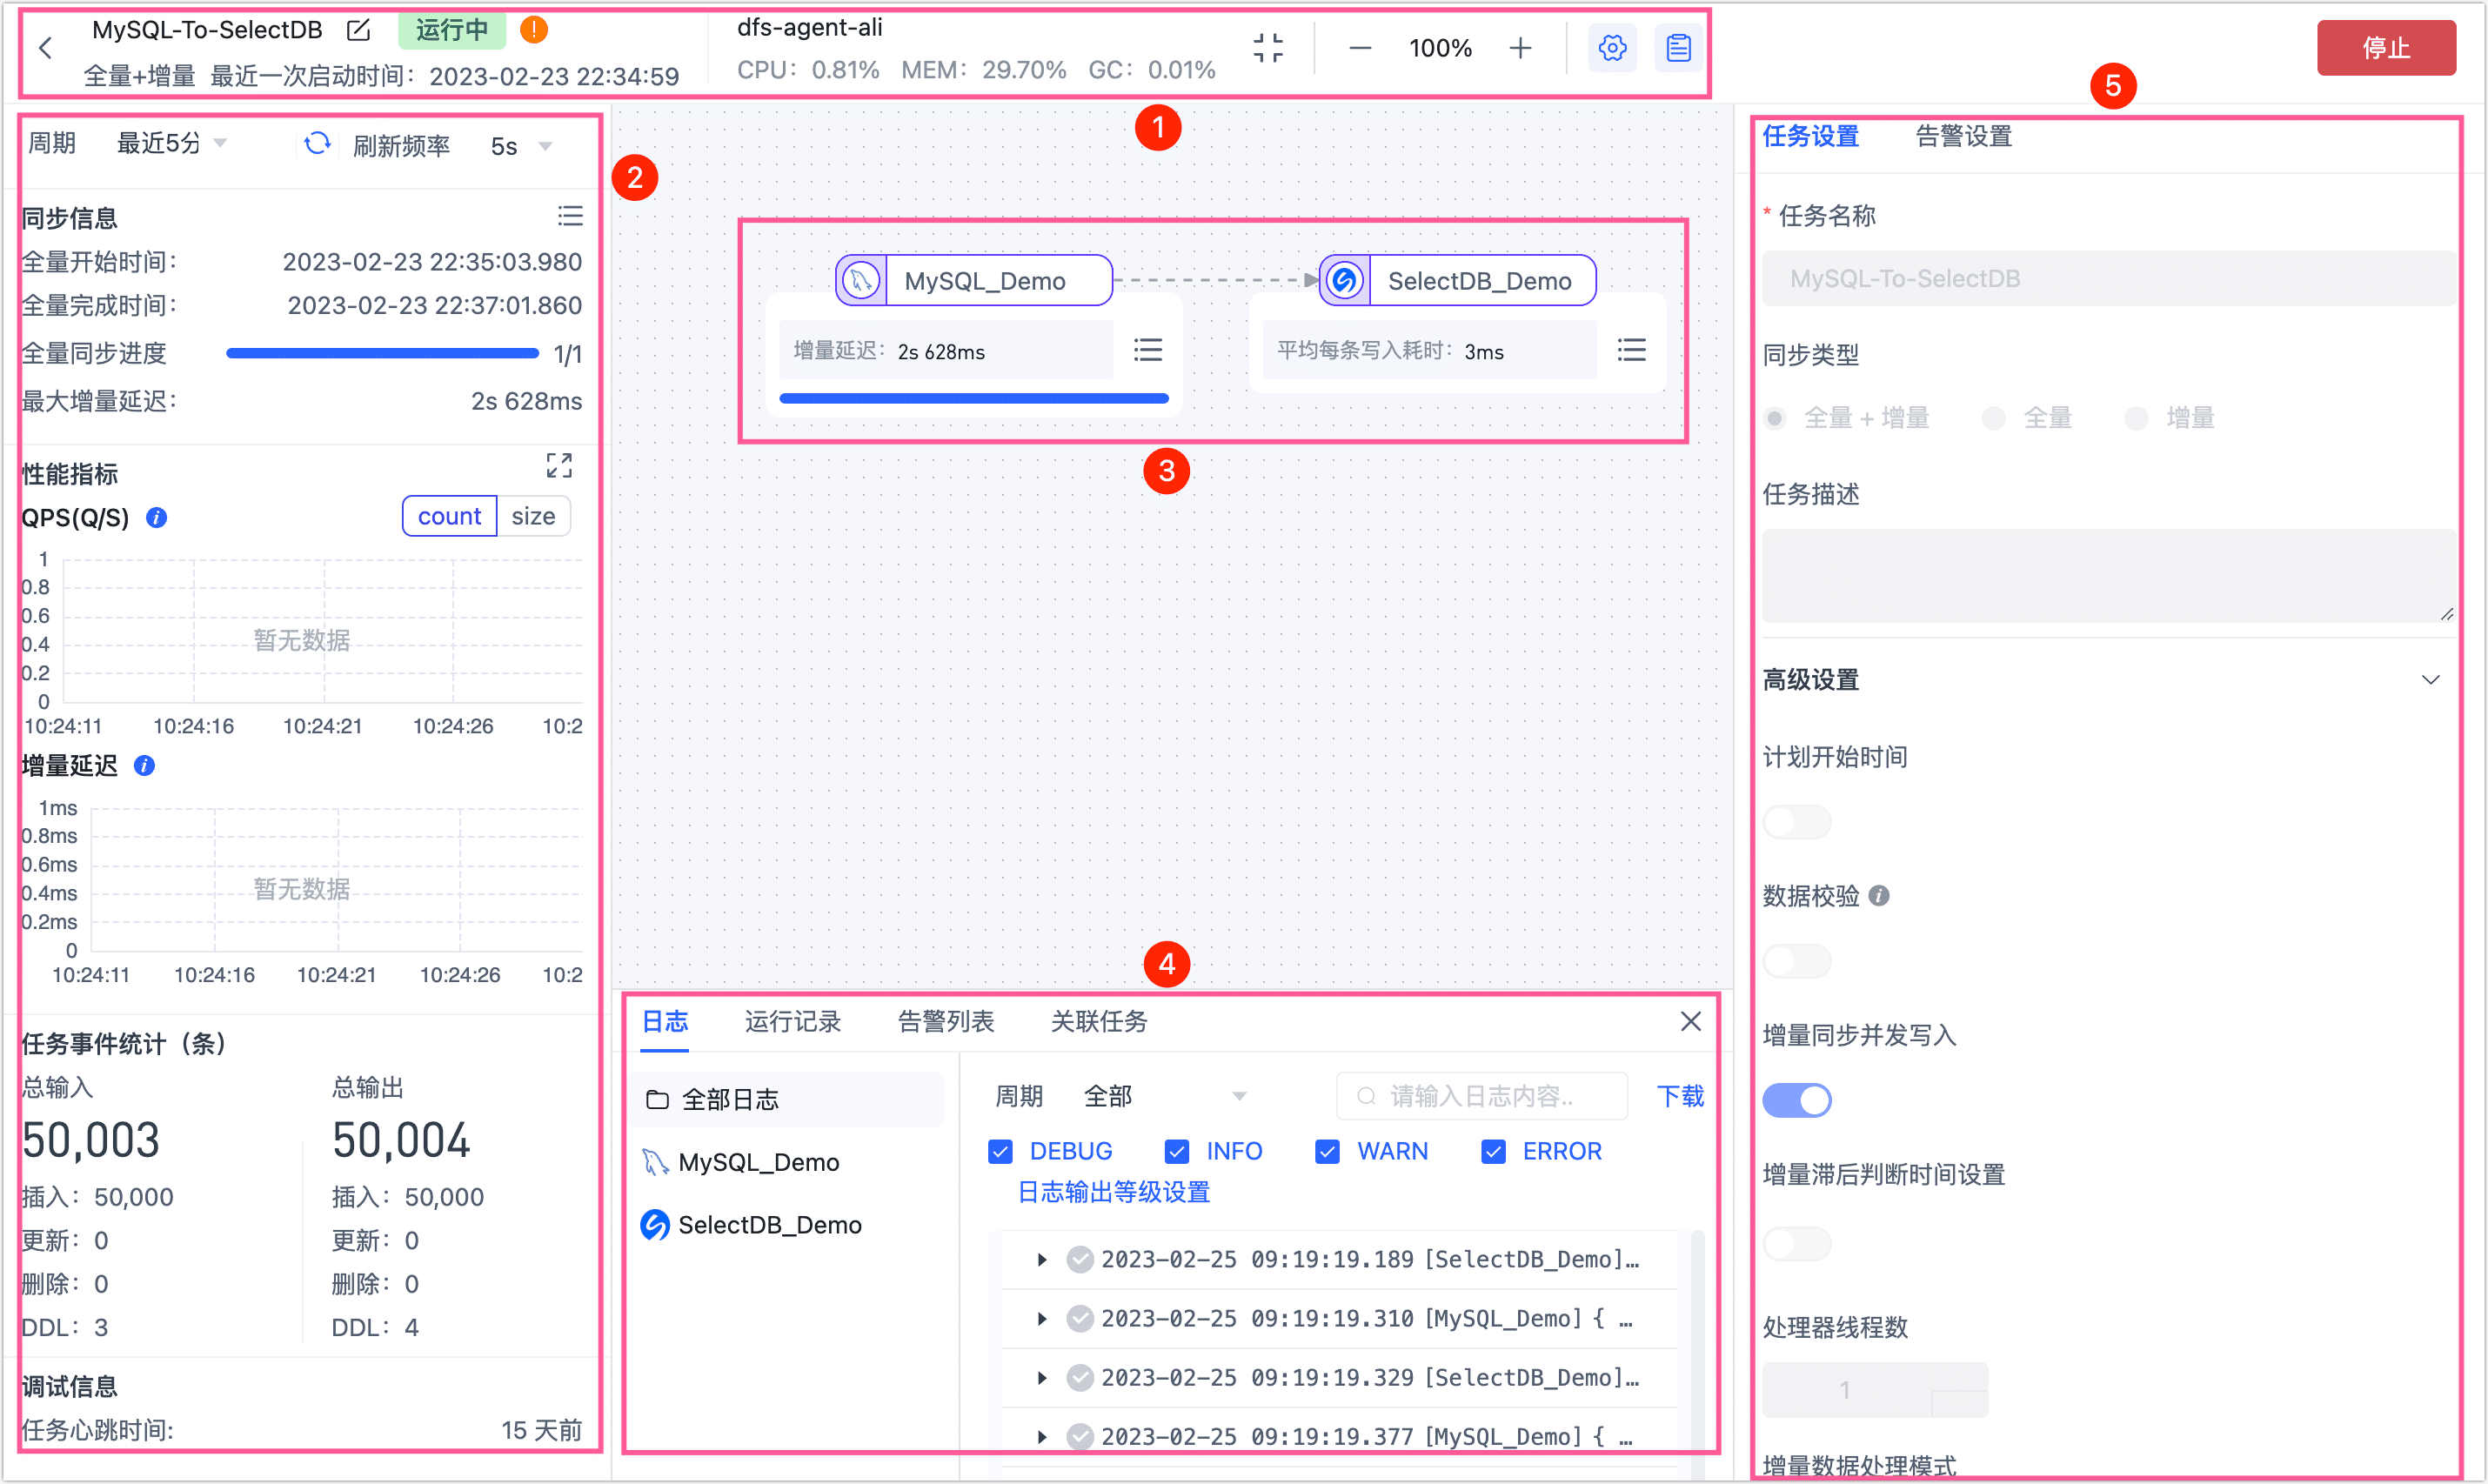 MySQL-To-SelectDB 运行中
全量+增量 最近一次启动时间：2023-02-23 22:34:59
dfs-agent-ali
CPU：0.81% MEM：29.70% GC：0.01%
100%
停止
1
周期 最近5分 刷新频率 5s
2
同步信息
全量开始时间： 2023-02-23 22:35:03.980
全量完成时间： 2023-02-23 22:37:01.860
全量同步进度 1/1
最大增量延迟： 2s 628ms
性能指标
QPS(Q/S) count size
1
0.8
0.6
0.4
0.2
0
暂无数据
10:24:11 10:24:16 10:24:21 10:24:26 10:2
增量延迟
1ms
0.8ms
0.6ms
0.4ms
0.2ms
0
暂无数据
10:24:11 10:24:16 10:24:21 10:24:26 10:2
任务事件统计（条）
总输入 总输出
50,003 50,004
插入：50,000 插入：50,000
更新：0 更新：0
删除：0 删除：0
DDL：3 DDL：4
调试信息
任务心跳时间: 15 天前
MySQL_Demo SelectDB_Demo
增量延迟：2s 628ms 平均每条写入耗时：3ms
3
4
日志 运行记录 告警列表 关联任务
全部日志
MySQL_Demo
SelectDB_Demo
周期 全部 请输入日志内容.. 下载
DEBUG INFO WARN ERROR
日志输出等级设置
2023-02-25 09:19:19.189 [SelectDB_Demo]…
2023-02-25 09:19:19.310 [MySQL_Demo] { …
2023-02-25 09:19:19.329 [SelectDB_Demo]…
2023-02-25 09:19:19.377 [MySQL_Demo] { …
5
任务设置 告警设置
* 任务名称
MySQL-To-SelectDB
同步类型
全量 + 增量 全量 增量
任务描述
高级设置
计划开始时间
数据校验
增量同步并发写入
增量滞后判断时间设置
处理器线程数
1
增量数据处理模式